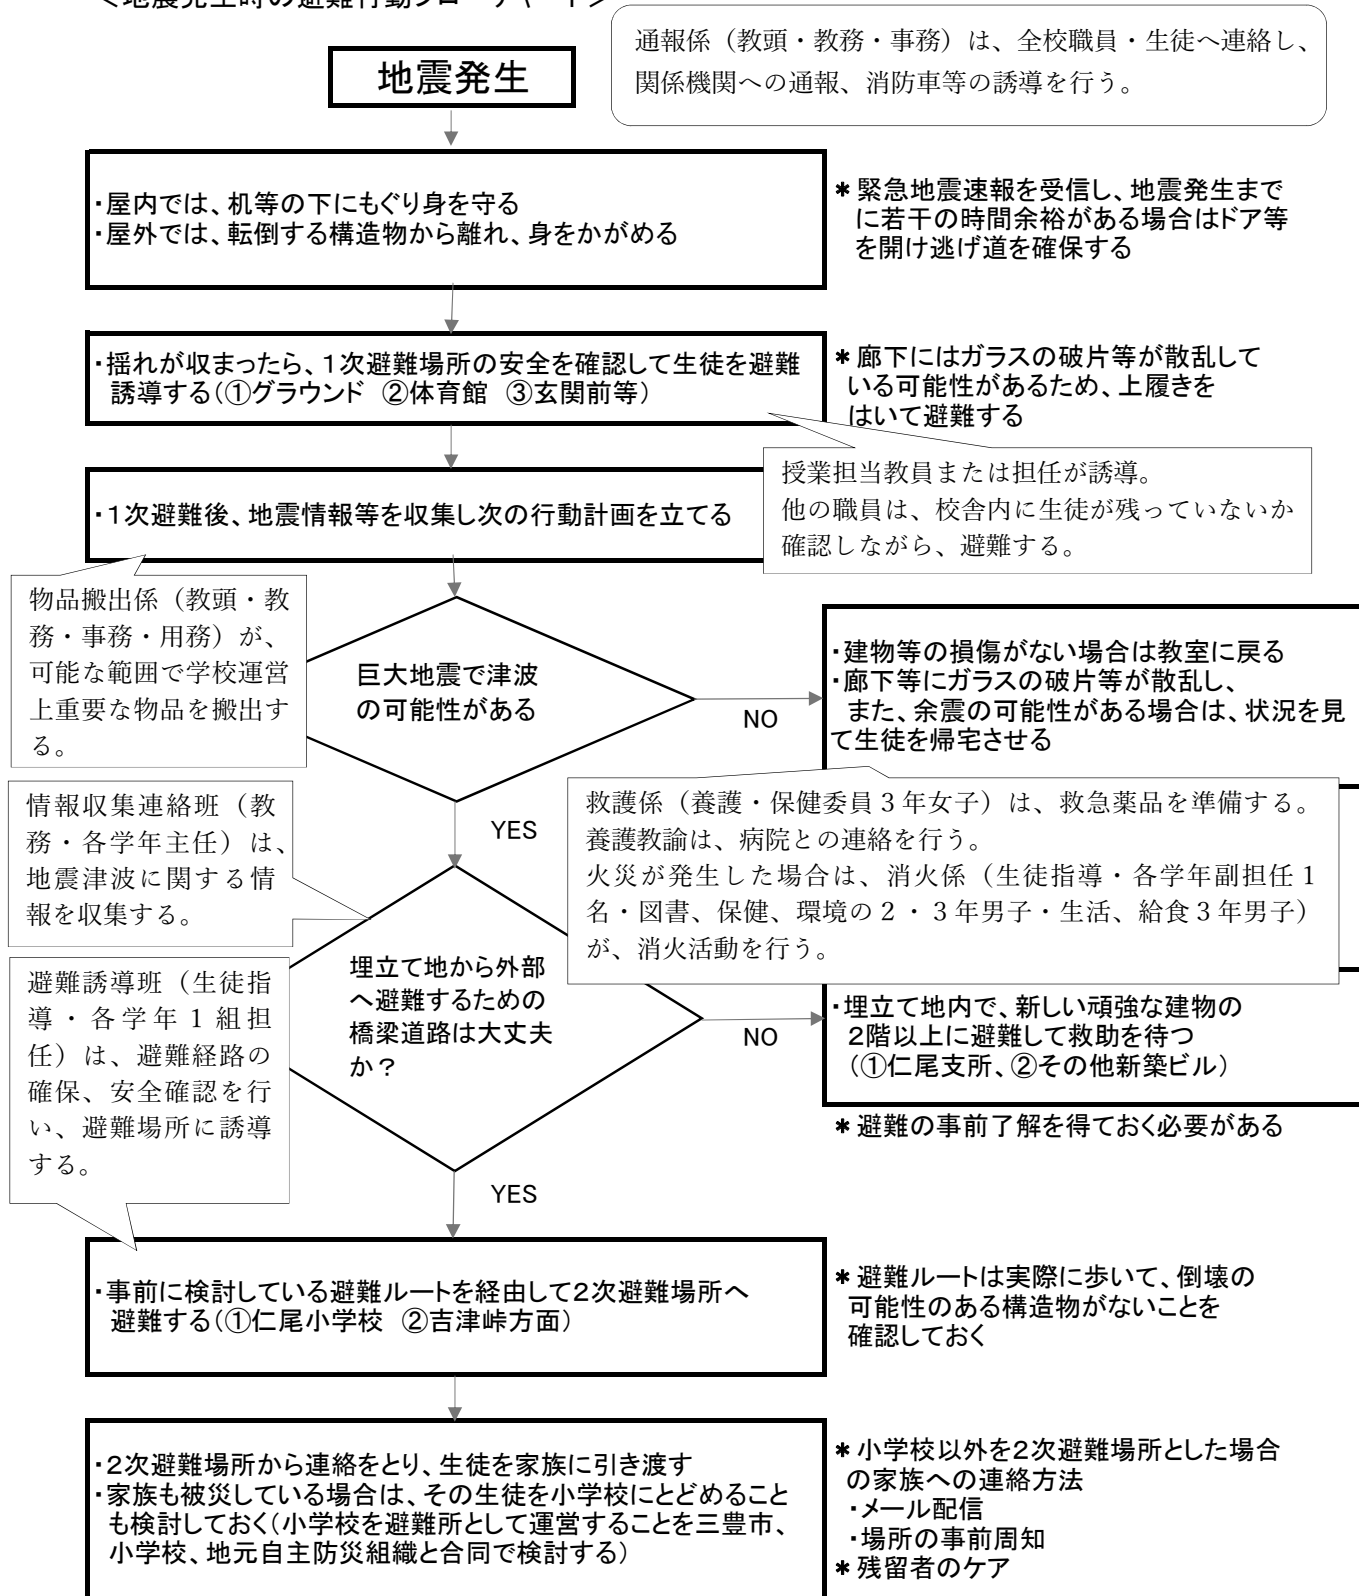 ＜地震発生時の避難行動フローチャート＞
通報係（教頭・教務・事務）は、全校職員・生徒へ連絡し、
関係機関への通報、消防車等の誘導を行う。
地震発生
・屋内では、机等の下にもぐり身を守る
・屋外では、転倒する構造物から離れ、身をかがめる
＊緊急地震速報を受信し、地震発生まで
に若干の時間余裕がある場合はドア等
を開け逃げ道を確保する
・揺れが収まったら、１次避難場所の安全を確認して生徒を避難
誘導する（①グラウンド　②体育館　③玄関前等）
＊廊下にはガラスの破片等が散乱して
いる可能性があるため、上履きを
はいて避難する
授業担当教員または担任が誘導。
他の職員は、校舎内に生徒が残っていないか
確認しながら、避難する。
・１次避難後、地震情報等を収集し次の行動計画を立てる
物品搬出係（教頭・教
務・事務・用務）が、
可能な範囲で学校運営
上重要な物品を搬出す
る。
巨大地震で津波
の可能性がある
NO
・建物等の損傷がない場合は教室に戻る
・廊下等にガラスの破片等が散乱し、
また、余震の可能性がある場合は、状況を見
て生徒を帰宅させる
YES
情報収集連絡班（教
務・各学年主任）は、
地震津波に関する情
報を収集する。
救護係（養護・保健委員３年女子）は、救急薬品を準備する。
養護教諭は、病院との連絡を行う。
火災が発生した場合は、消火係（生徒指導・各学年副担任１
名・図書、保健、環境の２・３年男子・生活、給食３年男子）
が、消火活動を行う。
避難誘導班（生徒指
導・各学年１組担
任）は、避難経路の
確保、安全確認を行
い、避難場所に誘導
する。
埋立て地から外部
へ避難するための
橋梁道路は大丈夫
か？
NO
・埋立て地内で、新しい頑強な建物の
２階以上に避難して救助を待つ
（①仁尾支所、②その他新築ビル）
＊避難の事前了解を得ておく必要がある
YES
・事前に検討している避難ルートを経由して２次避難場所へ
避難する（①仁尾小学校　②吉津峠方面）
＊避難ルートは実際に歩いて、倒壊の
可能性のある構造物がないことを
確認しておく
・２次避難場所から連絡をとり、生徒を家族に引き渡す
・家族も被災している場合は、その生徒を小学校にとどめること
も検討しておく（小学校を避難所として運営することを三豊市、
小学校、地元自主防災組織と合同で検討する）
＊小学校以外を２次避難場所とした場合
の家族への連絡方法
・メール配信
・場所の事前周知
＊残留者のケア